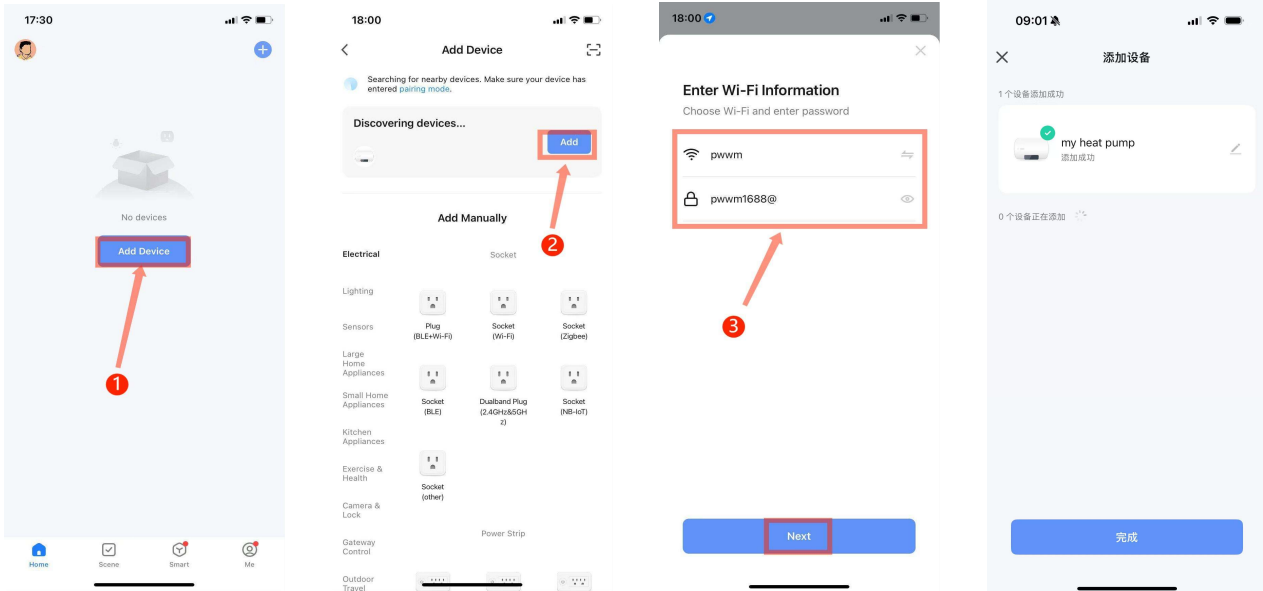 17:30
No devices
Add Device
1
Home
Scene
Smart
Me
18:00
Add Device
Searching for nearby devices. Make sure your device has
entered pairing mode.
Discovering devices...
Add
Add Manually
2
Electrical
Socket
Lighting
Sensors
Large
Home
Appliances
Small Home
Appliances
Kitchen
Appliances
Exercise &
Health
Camera &
Lock
Gateway
Control
Outdoor
Travel
Plug
(BLE+Wi-Fi)
Socket
(Wi-Fi)
Socket
(Zigbee)
Socket
(BLE)
Dualband Plug
(2.4GHz&5GH
z)
Socket
(NB-IoT)
Socket
(other)
Power Strip
18:00
Enter Wi-Fi Information
Choose Wi-Fi and enter password
pwwm
pwwm1688@
3
Next
09:01
添加设备
1个设备添加成功
my heat pump
添加成功
0个设备正在添加
完成